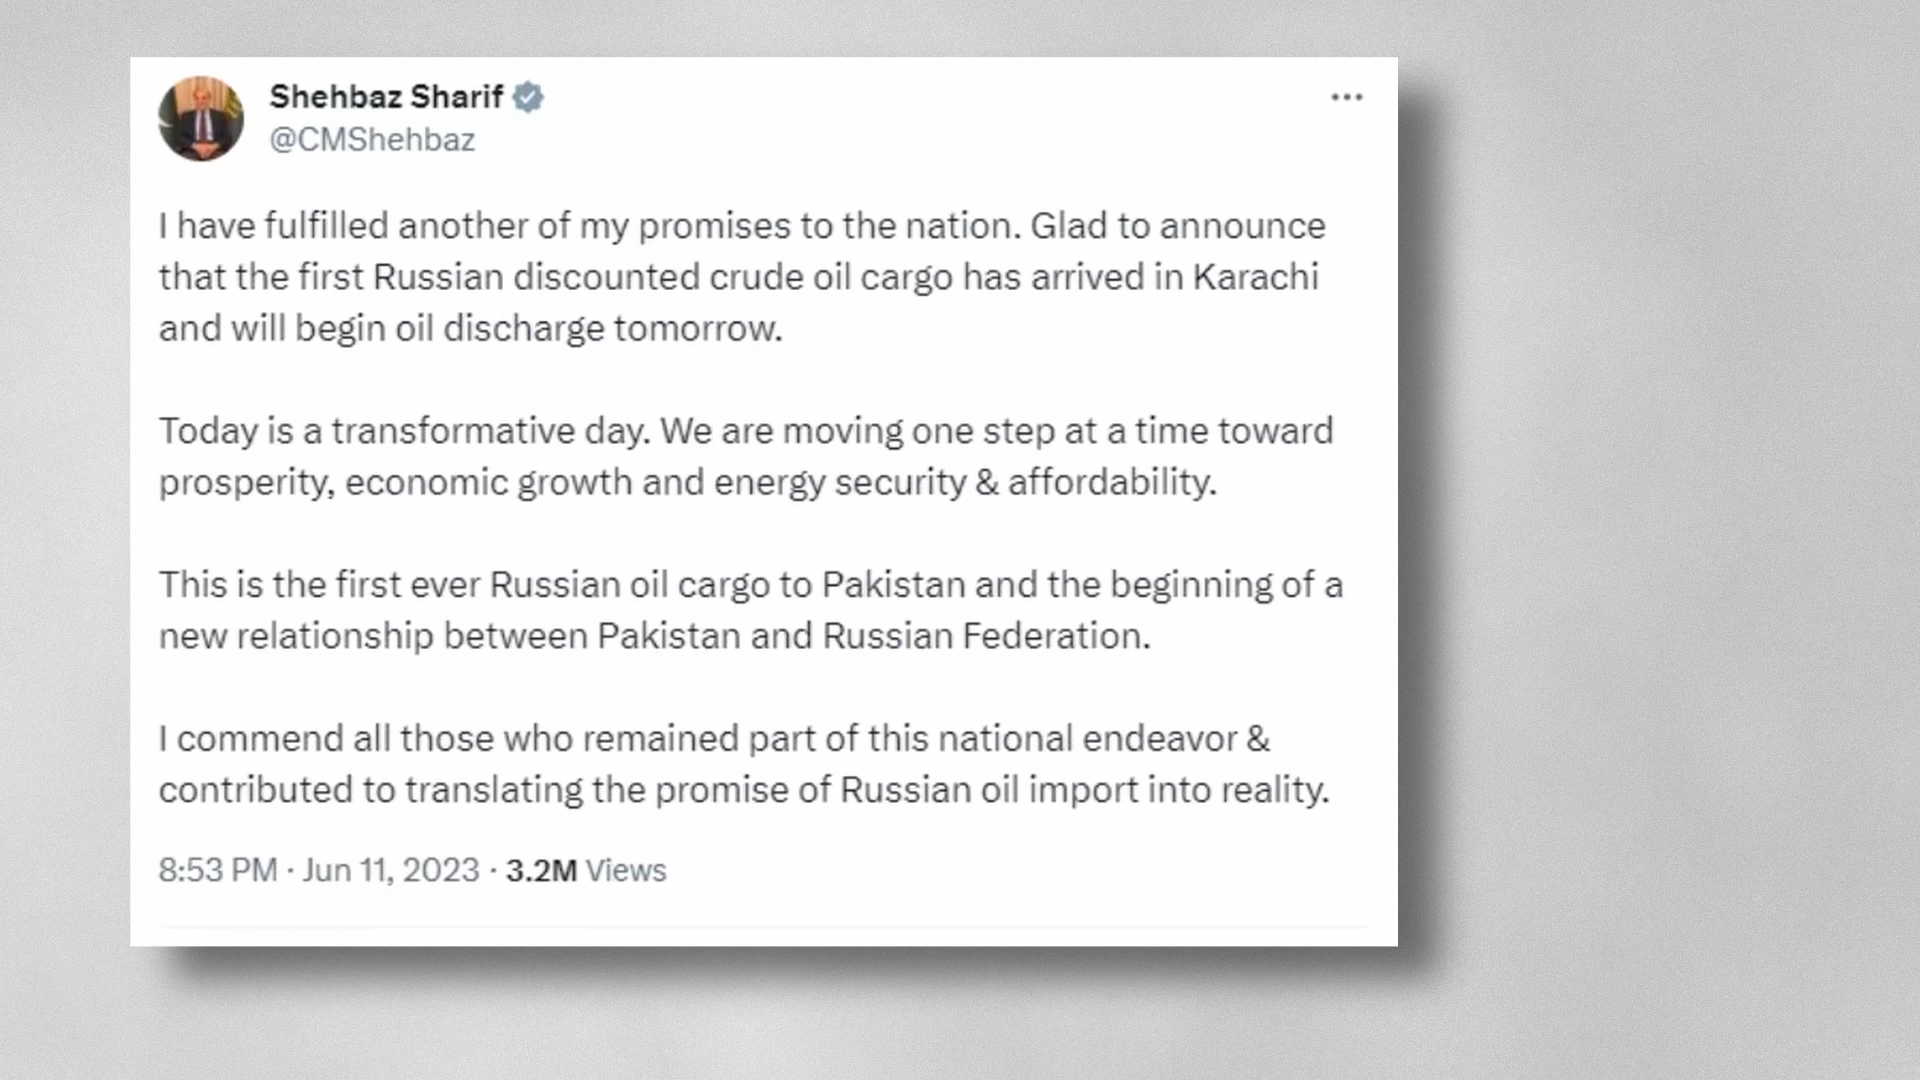 Shehbaz Sharif
@CMShehbaz
I have fulfilled another of my promises to the nation. Glad to announce
that the first Russian discounted crude oil cargo has arrived in Karachi
and will begin oil discharge tomorrow.
Today is a transformative day. We are moving one step at a time toward
prosperity, economic growth and energy security & affordability.
This is the first ever Russian oil cargo to Pakistan and the beginning of a
new relationship between Pakistan and Russian Federation.
I commend all those who remained part of this national endeavor &
contributed to translating the promise of Russian oil import into reality.
8:53 PM · Jun 11, 2023 · 3.2M Views